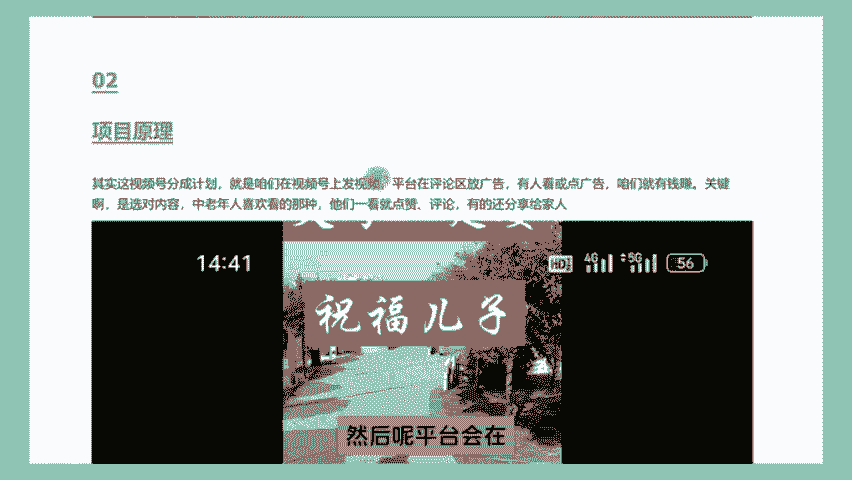 02
项目原理
其实这视频号分成计划，就是咱们在视频号上发视频，平台在评论区放广告，有人看或点广告，咱们就有钱赚。关键
啊，是选对内容，中老年人喜欢看的那种，他们一看就点赞、评论，有的还分享给家人
14:41
HD 4G 5G 56
祝福儿子
然后呢平台会在